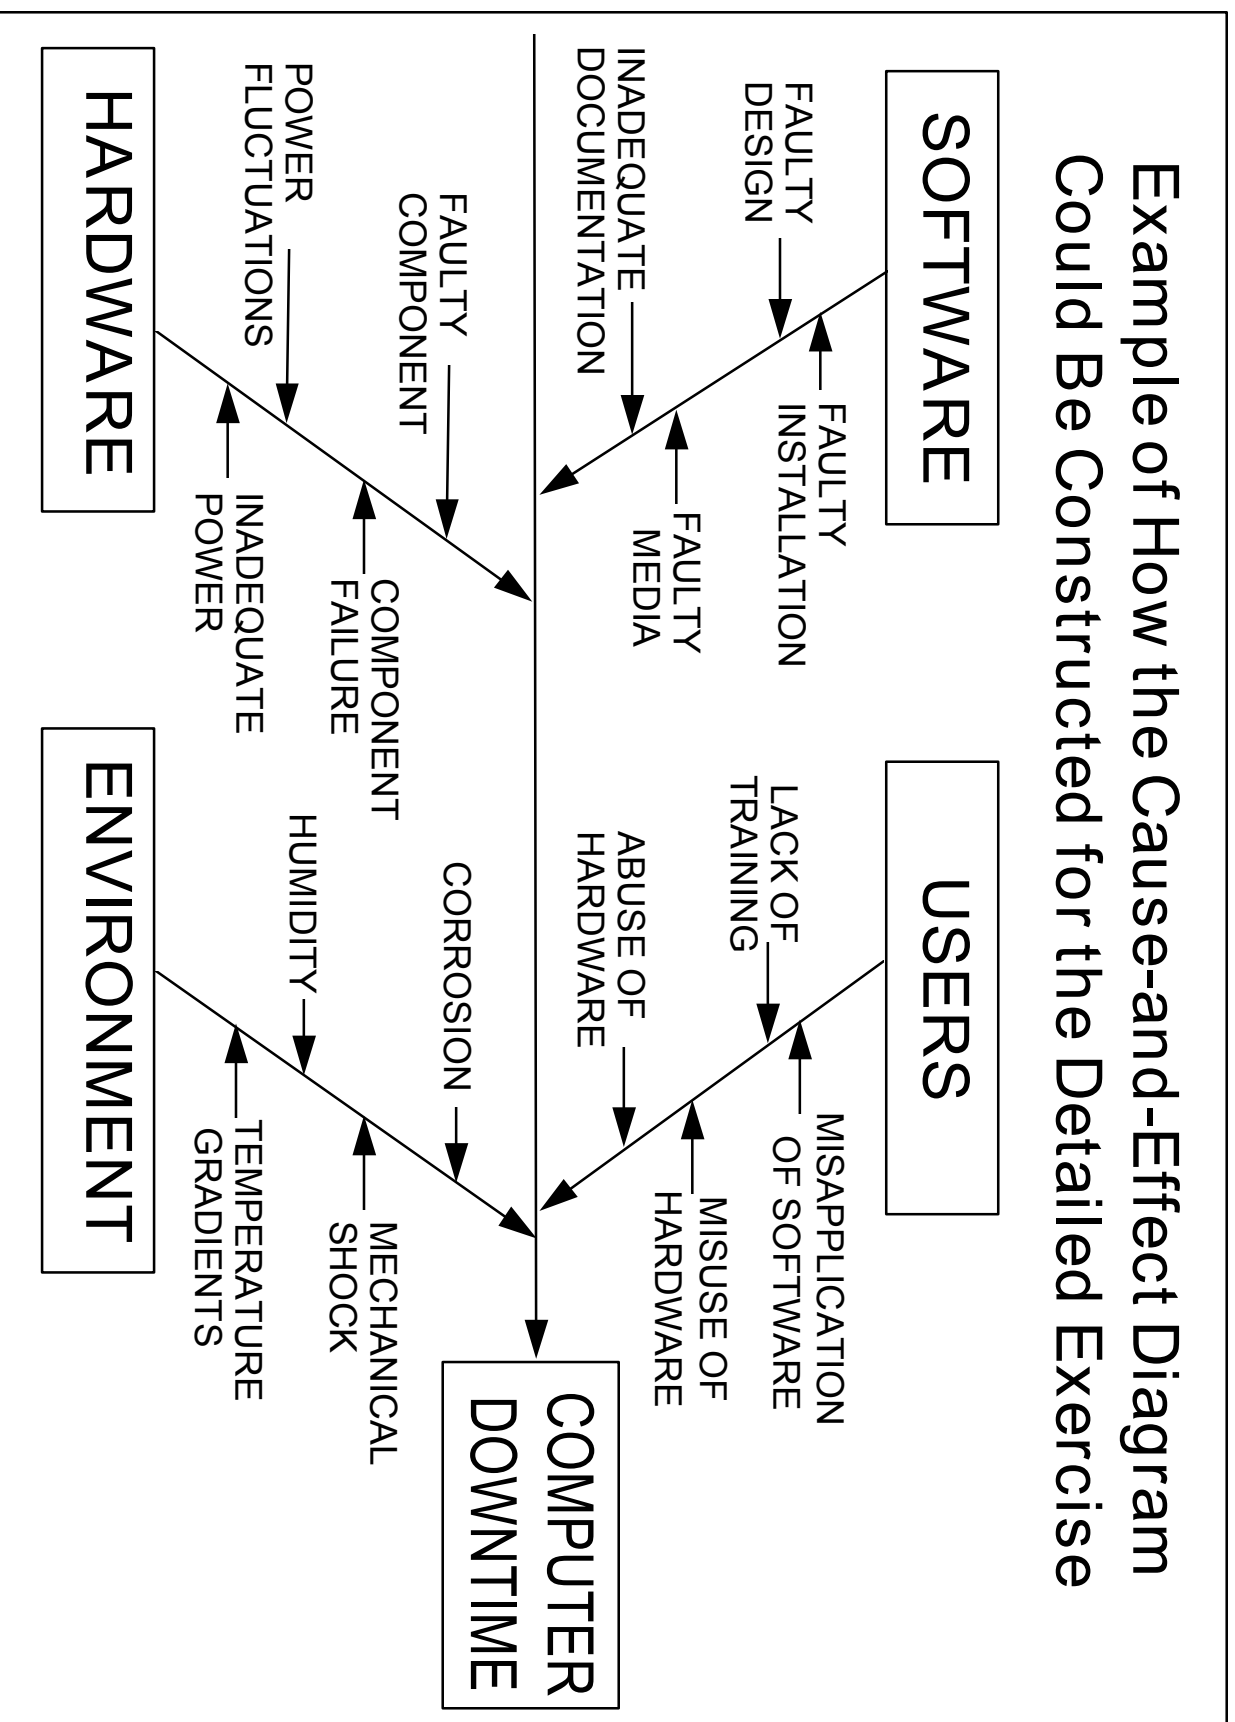 Example of How the Cause-and-Effect Diagram
Could Be Constructed for the Detailed Exercise
SOFTWARE
USERS
FAULTY
DESIGN
FAULTY
INSTALLATION
INADEQUATE
DOCUMENTATION
FAULTY
MEDIA
LACK OF
TRAINING
MISAPPLICATION
OF SOFTWARE
ABUSE OF
HARDWARE
MISUSE OF
HARDWARE
COMPUTER
DOWNTIME
FAULTY
COMPONENT
COMPONENT
FAILURE
POWER
FLUCTUATIONS
INADEQUATE
POWER
CORROSION
MECHANICAL
SHOCK
HUMIDITY
TEMPERATURE
GRADIENTS
HARDWARE
ENVIRONMENT